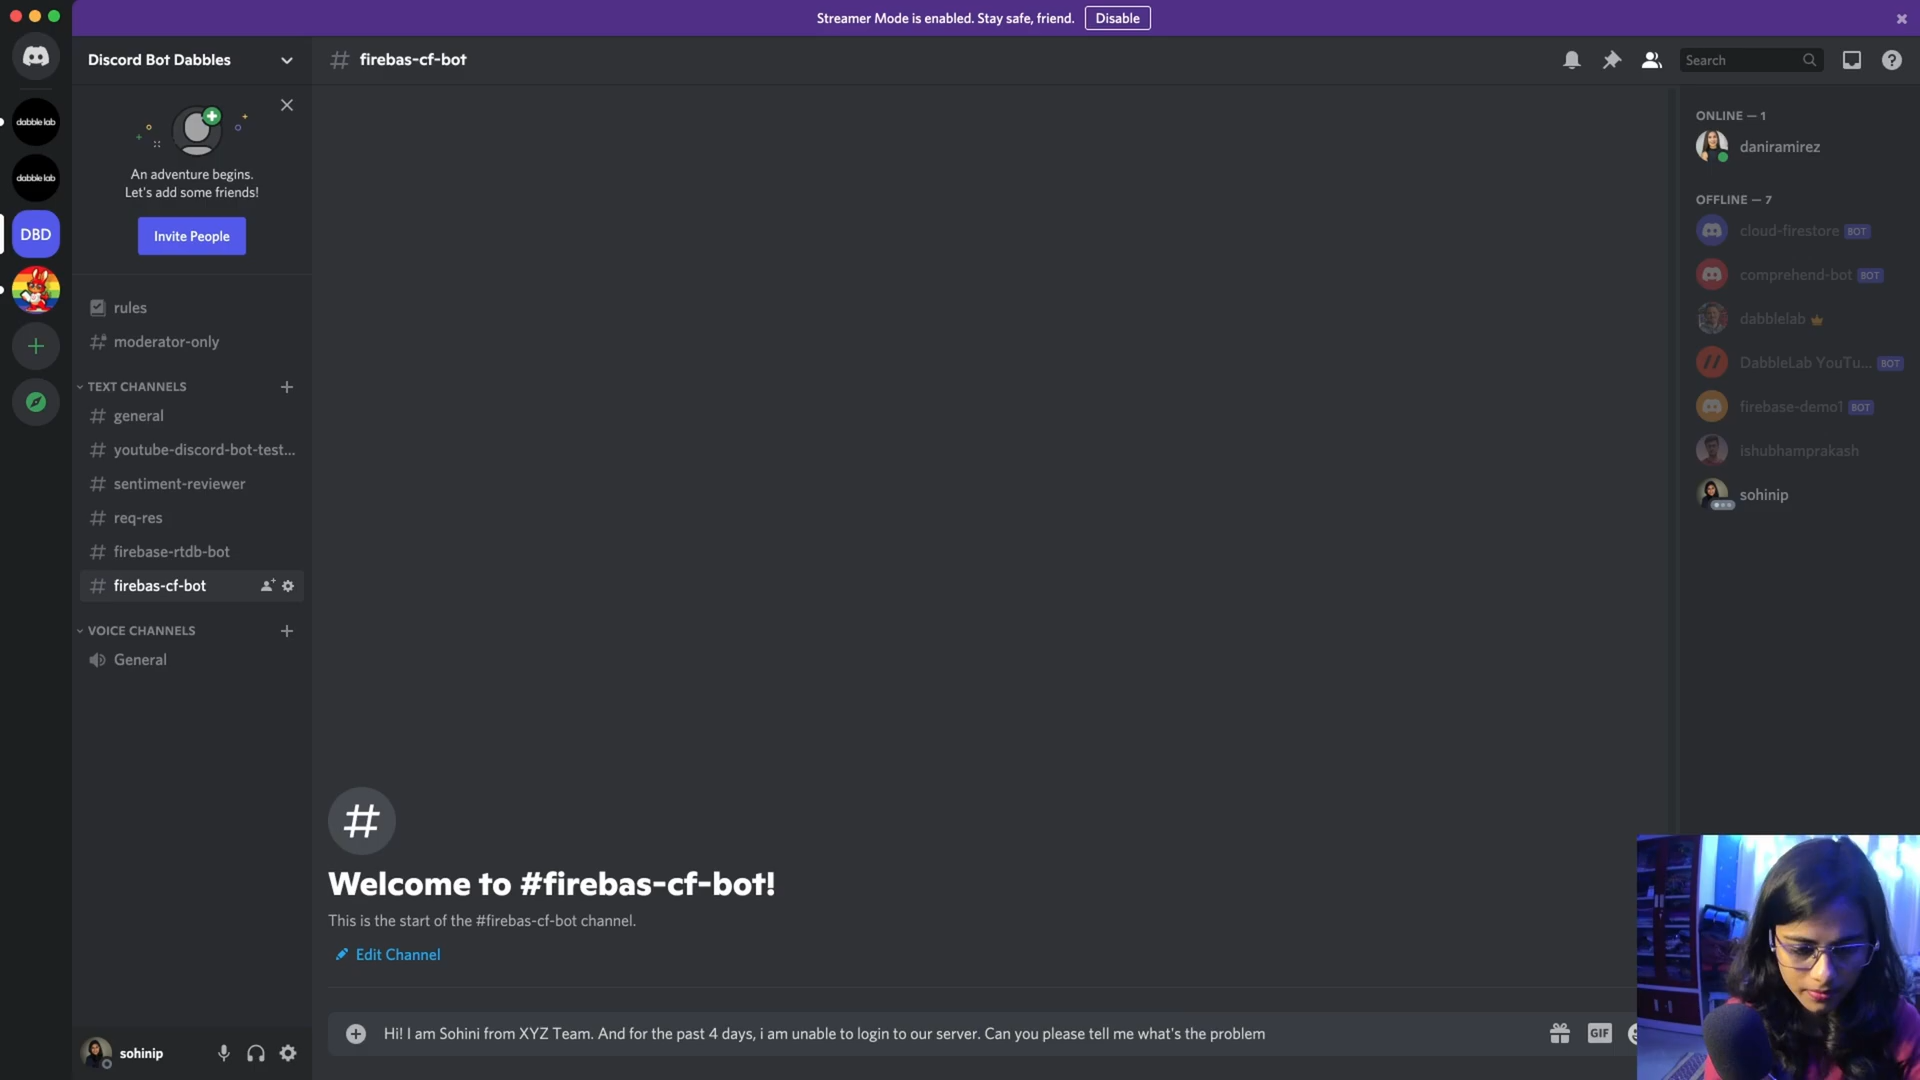 Streamer Mode is enabled. Stay safe, friend.
Disable
Discord Bot Dabbles
firebas-cf-bot
Search
dabble lab
dabble lab
DBD
An adventure begins.
Let's add some friends!
Invite People
rules
moderator-only
TEXT CHANNELS
general
youtube-discord-bot-test...
sentiment-reviewer
req-res
firebase-rtdb-bot
firebas-cf-bot
VOICE CHANNELS
General
sohinip
Welcome to #firebas-cf-bot!
This is the start of the #firebas-cf-bot channel.
Edit Channel
Hi! I am Sohini from XYZ Team. And for the past 4 days, i am unable to login to our server. Can you please tell me what's the problem
GIF
ONLINE — 1
daniramirez
OFFLINE — 7
cloud-firestore BOT
comprehend-bot BOT
dabblelab
DabbleLab YouTu... BOT
firebase-demo1 BOT
ishubhamprakash
sohinip